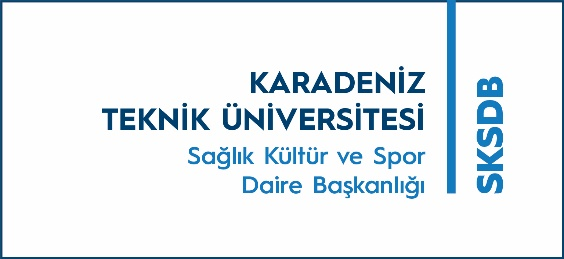 KARADENİZ
TEKNİK ÜNİVERSİTESİ
Sağlık Kültür ve Spor
Daire Başkanlığı
SKSDB